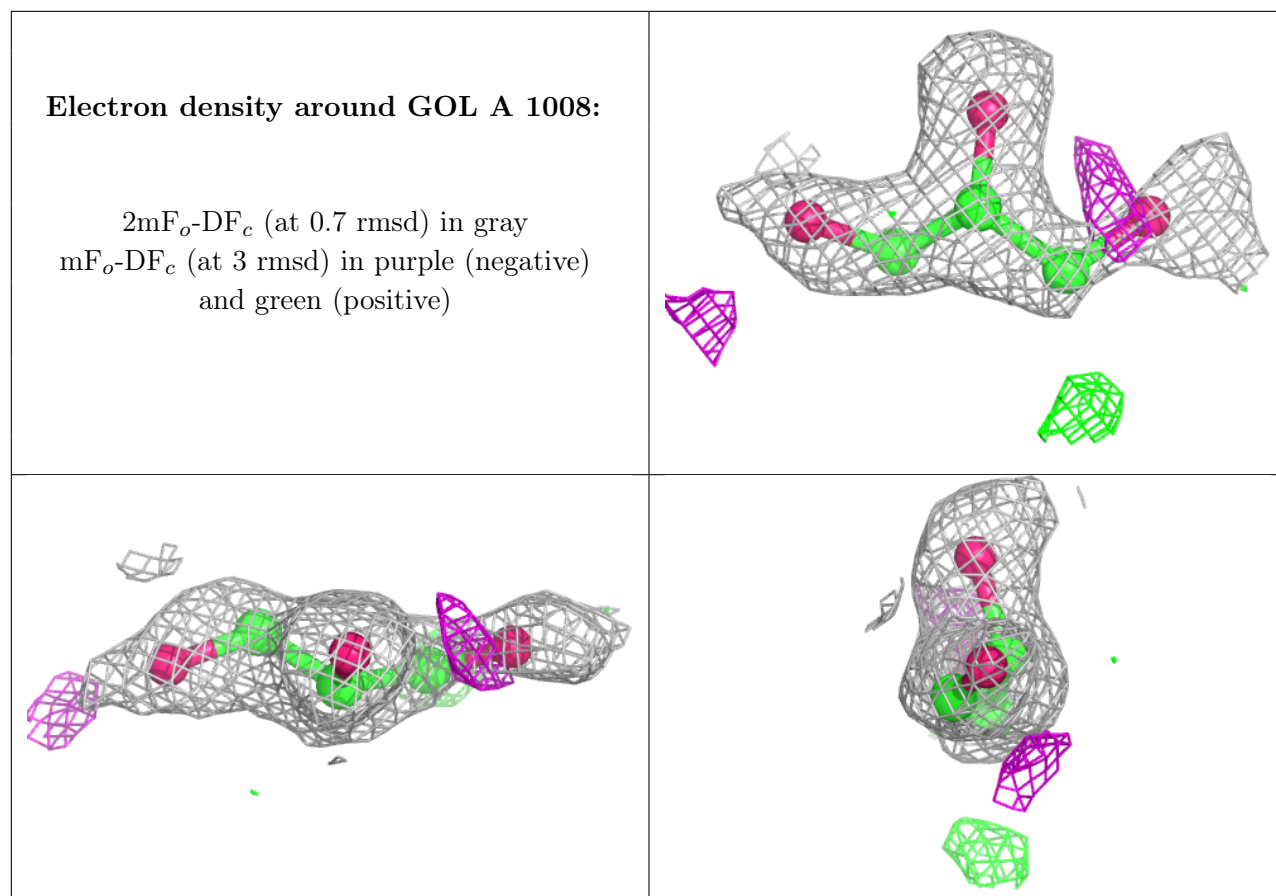 Electron density around GOL A 1008:
2mFo-DFc (at 0.7 rmsd) in gray
mFo-DFc (at 3 rmsd) in purple (negative)
and green (positive)